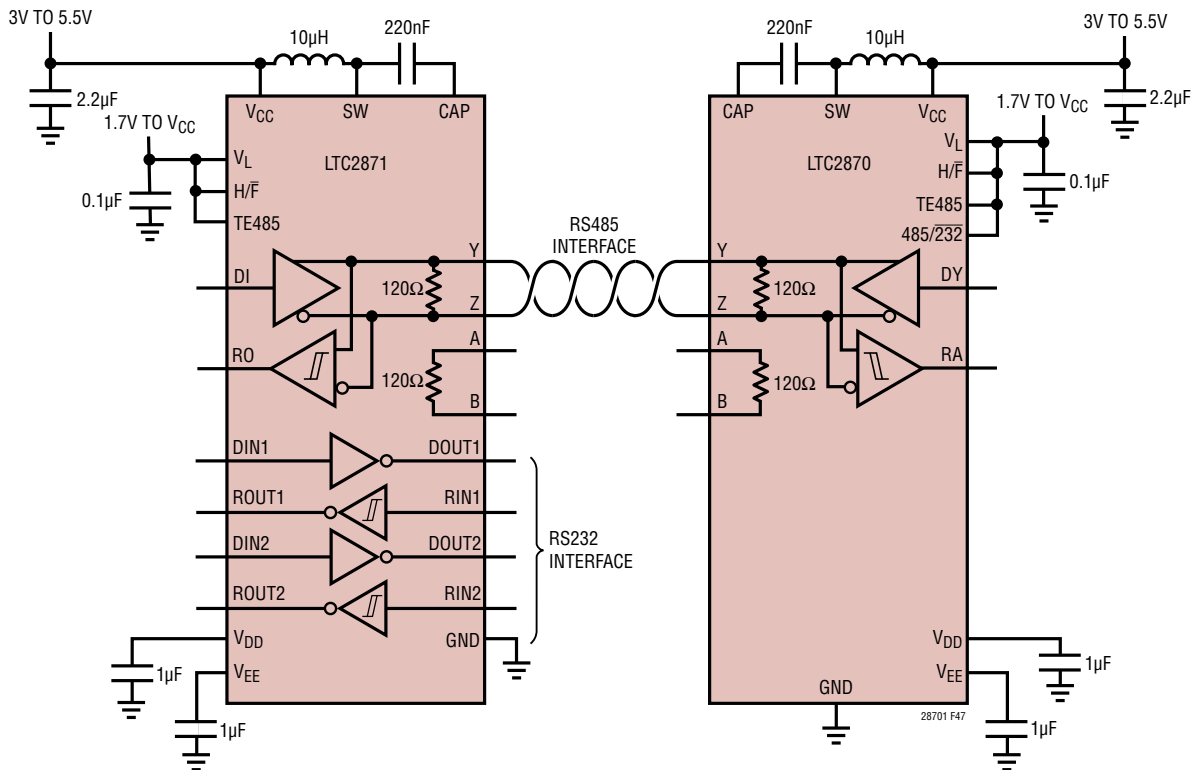 3V TO 5.5V
10µH
220nF
2.2µF
1.7V TO VCC
0.1µF
VCC
SW
CAP
LTC2871
VL
H/F̅
TE485
DI
RO
Y
Z
A
B
120Ω
120Ω
DIN1
DOUT1
ROUT1
RIN1
DIN2
DOUT2
ROUT2
RIN2
VDD
GND
VEE
1µF
1µF
RS485
INTERFACE
RS232
INTERFACE
220nF
10µH
3V TO 5.5V
2.2µF
1.7V TO VCC
0.1µF
CAP
SW
VCC
LTC2870
VL
H/F̅
TE485
485/2̅3̅2̅
Y
Z
A
B
120Ω
120Ω
DY
RA
VDD
VEE
GND
1µF
1µF
28701 F47